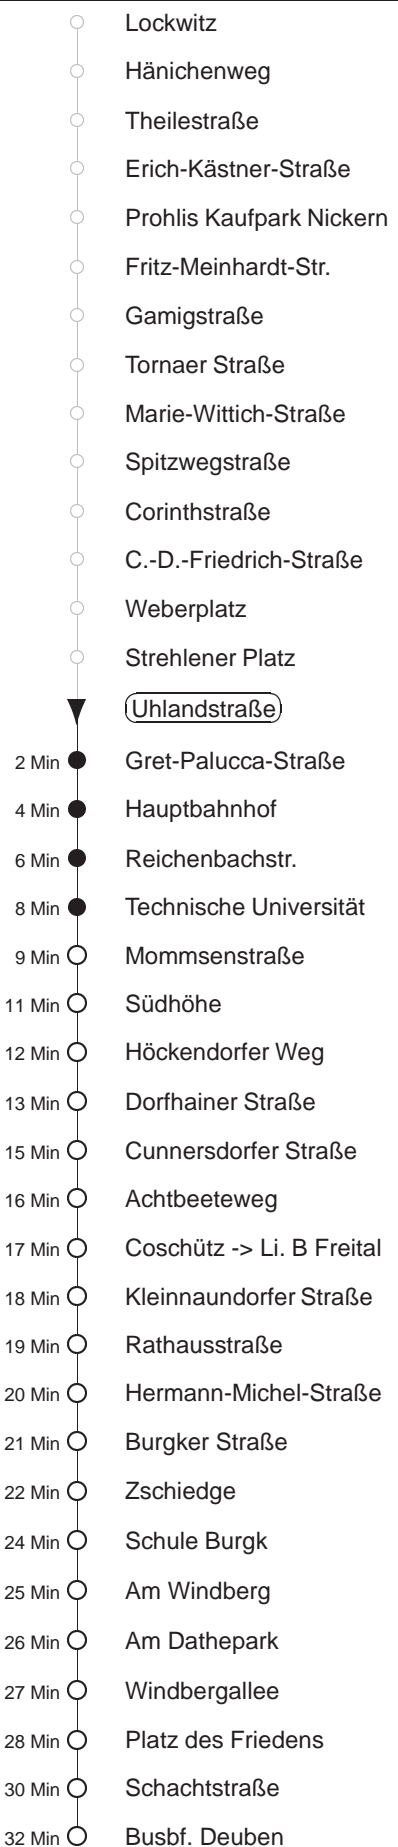 Lockwitz
Hänichenweg
Theilestraße
Erich-Kästner-Straße
Prohlis Kaufpark Nickern
Fritz-Meinhardt-Str.
Gamigstraße
Tornaer Straße
Marie-Wittich-Straße
Spitzwegstraße
Corinthstraße
C.-D.-Friedrich-Straße
Weberplatz
Strehlener Platz
Uhlandstraße
2 Min Gret-Palucca-Straße
4 Min Hauptbahnhof
6 Min Reichenbachstr.
8 Min Technische Universität
9 Min Mommsenstraße
11 Min Südhöhe
12 Min Höckendorfer Weg
13 Min Dorfhainer Straße
15 Min Cunnersdorfer Straße
16 Min Achtbeeteweg
17 Min Coschütz -> Li. B Freital
18 Min Kleinnaundorfer Straße
19 Min Rathausstraße
20 Min Hermann-Michel-Straße
21 Min Burgker Straße
22 Min Zschiedge
24 Min Schule Burgk
25 Min Am Windberg
26 Min Am Dathepark
27 Min Windbergallee
28 Min Platz des Friedens
30 Min Schachtstraße
32 Min Busbf. Deuben